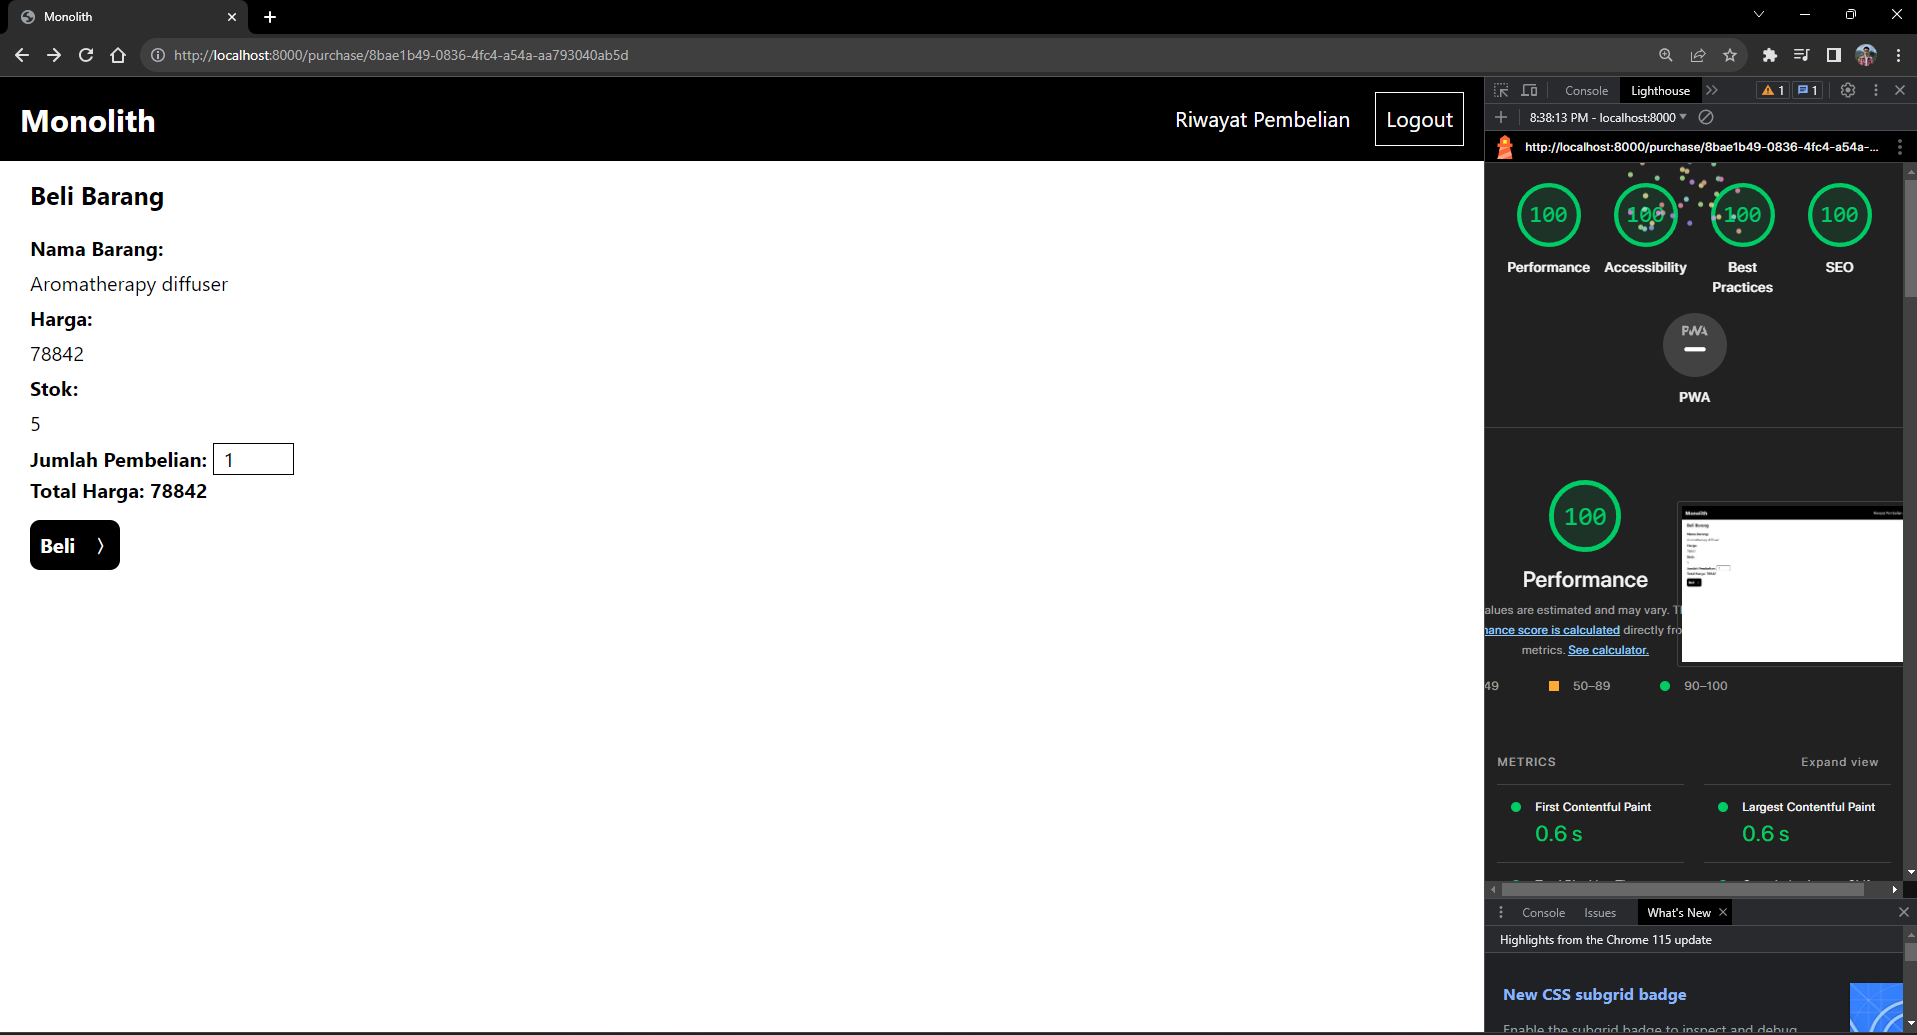 Monolith
http://localhost:8000/purchase/8bae1b49-0836-4fc4-a54a-aa793040ab5d
Monolith
Riwayat Pembelian
Logout
Beli Barang
Nama Barang:
Aromatherapy diffuser
Harga:
78842
Stok:
5
Jumlah Pembelian: 1
Total Harga: 78842
Beli 〉
Console
Lighthouse
1
1
8:38:13 PM - localhost:8000
http://localhost:8000/purchase/8bae1b49-0836-4fc4-a54a-...
100
100
100
100
Performance
Accessibility
Best
Practices
SEO
PWA
PWA
100
Performance
alues are estimated and may vary.
nance score is calculated directly
metrics. See calculator.
49
50–89
90–100
METRICS
Expand view
First Contentful Paint
0.6 s
Largest Contentful Paint
0.6 s
Console
Issues
What's New
Highlights from the Chrome 115 update
New CSS subgrid badge
Enable the subgrid badge to inspect and debug